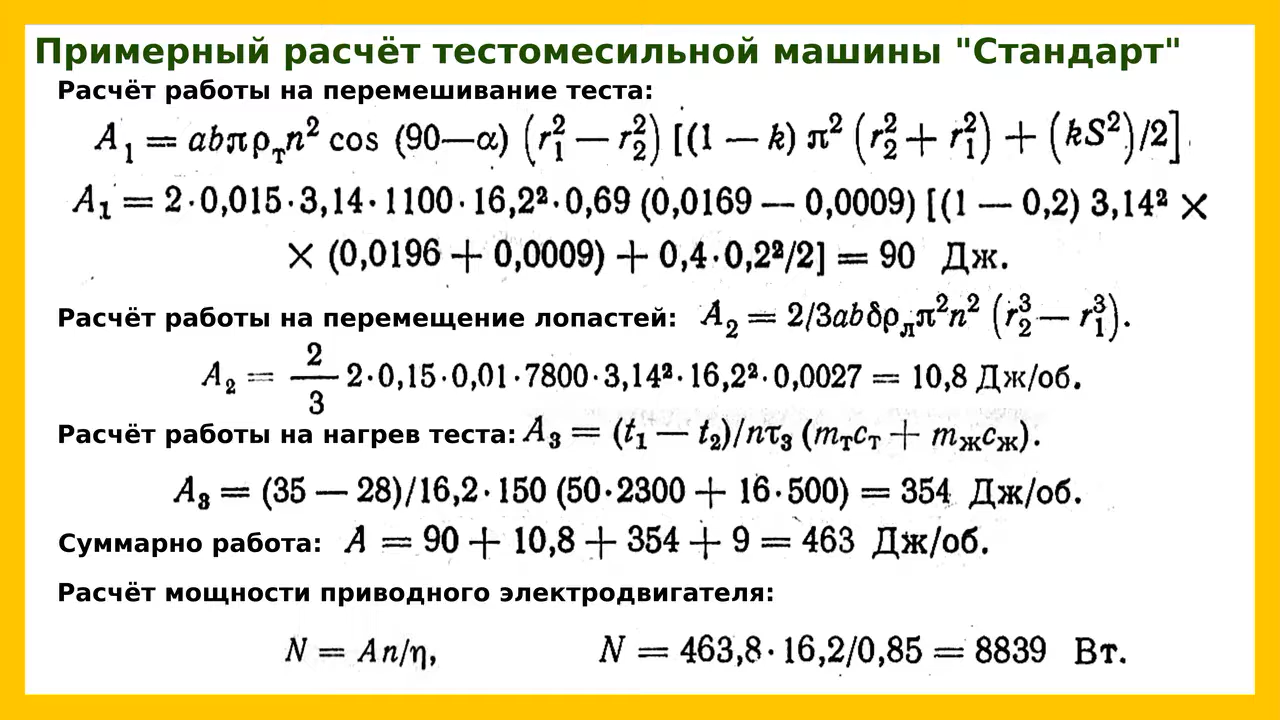 Примерный расчёт тестомесильной машины "Стандарт"
Расчёт работы на перемешивание теста:
A₁ = abπρₜn² cos (90—α) (r₁² — r₂²) [(1 — k) π² (r₂² + r₁²) + (kS²)/2]
A₁ = 2·0,015·3,14·1100·16,2²·0,69 (0,0169 — 0,0009) [(1 — 0,2) 3,14² ×
× (0,0196 + 0,0009) + 0,4·0,2²/2] = 90 Дж.
Расчёт работы на перемещение лопастей: A₂ = 2/3abδρлπ²n² (r₂³ — r₁³).
A₂ = 2/3 2·0,15·0,01·7800·3,14²·16,2²·0,0027 = 10,8 Дж/об.
Расчёт работы на нагрев теста: A₃ = (t₁ — t₂)/nτ₃ (mтcт + mжcж).
A₃ = (35 — 28)/16,2·150 (50·2300 + 16·500) = 354 Дж/об.
Суммарно работа: A = 90 + 10,8 + 354 + 9 = 463 Дж/об.
Расчёт мощности приводного электродвигателя:
N = An/η, N = 463,8·16,2/0,85 = 8839 Вт.